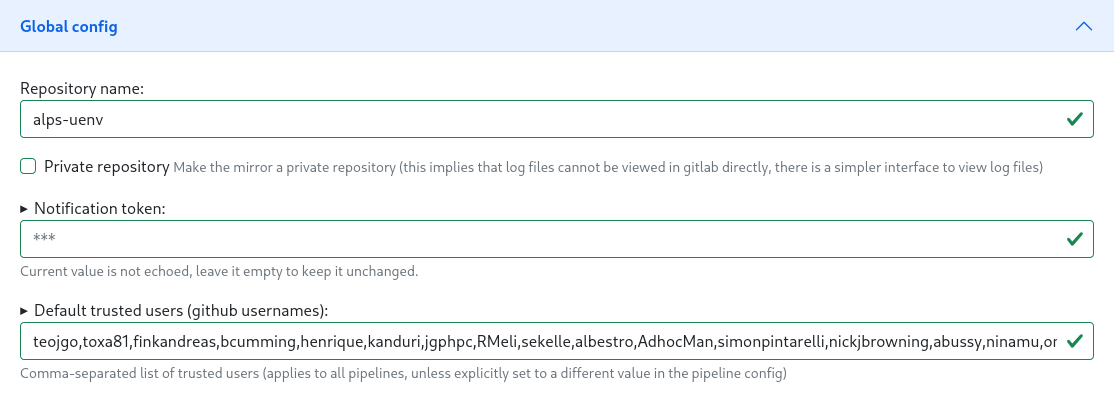 Global config
Repository name:
alps-uenv
Private repository Make the mirror a private repository (this implies that log files cannot be viewed in gitlab directly, there is a simpler interface to view log files)
▸ Notification token:
***
Current value is not echoed, leave it empty to keep it unchanged.
▸ Default trusted users (github usernames):
teojgo,toxa81,finkandreas,bcumming,henrique,kanduri,jgphpc,RMeli,sekelle,albestro,AdhocMan,simonpintarelli,nickjbrowning,abussy,ninamu,or
Comma-separated list of trusted users (applies to all pipelines, unless explicitly set to a different value in the pipeline config)